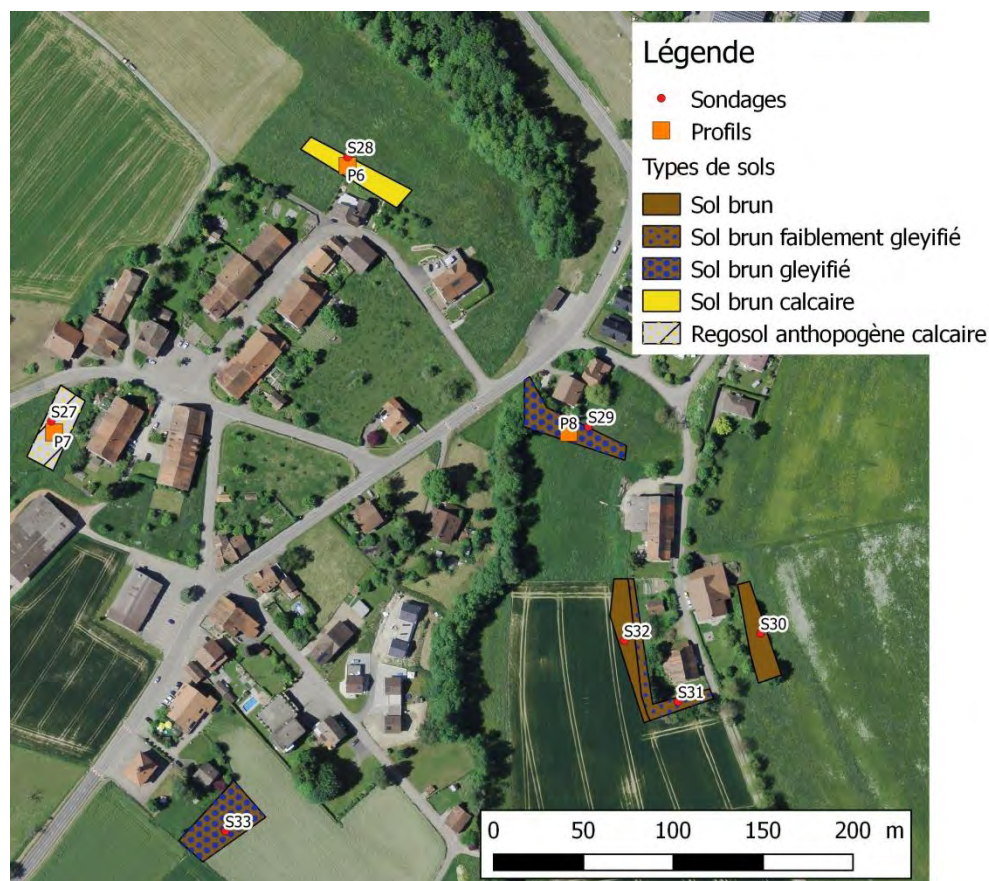 Légende
Sondages
Profils
Types de sols
Sol brun
Sol brun faiblement gleyifié
Sol brun gleyifié
Sol brun calcaire
Regosol anthopogène calcaire
S28
P6
S27
P7
P8 S29
S32
S30
S31
S33
0 50 100 150 200 m